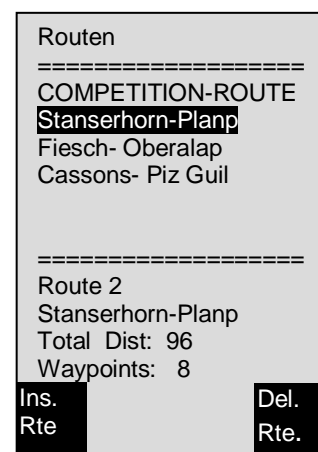 Routen
===================
COMPETITION-ROUTE
Stanserhorn-Planp
Fiesch- Oberalap
Cassons- Piz Guil
===================
Route 2
Stanserhorn-Planp
Total Dist: 96
Waypoints: 8
Ins. Del.
Rte Rte.